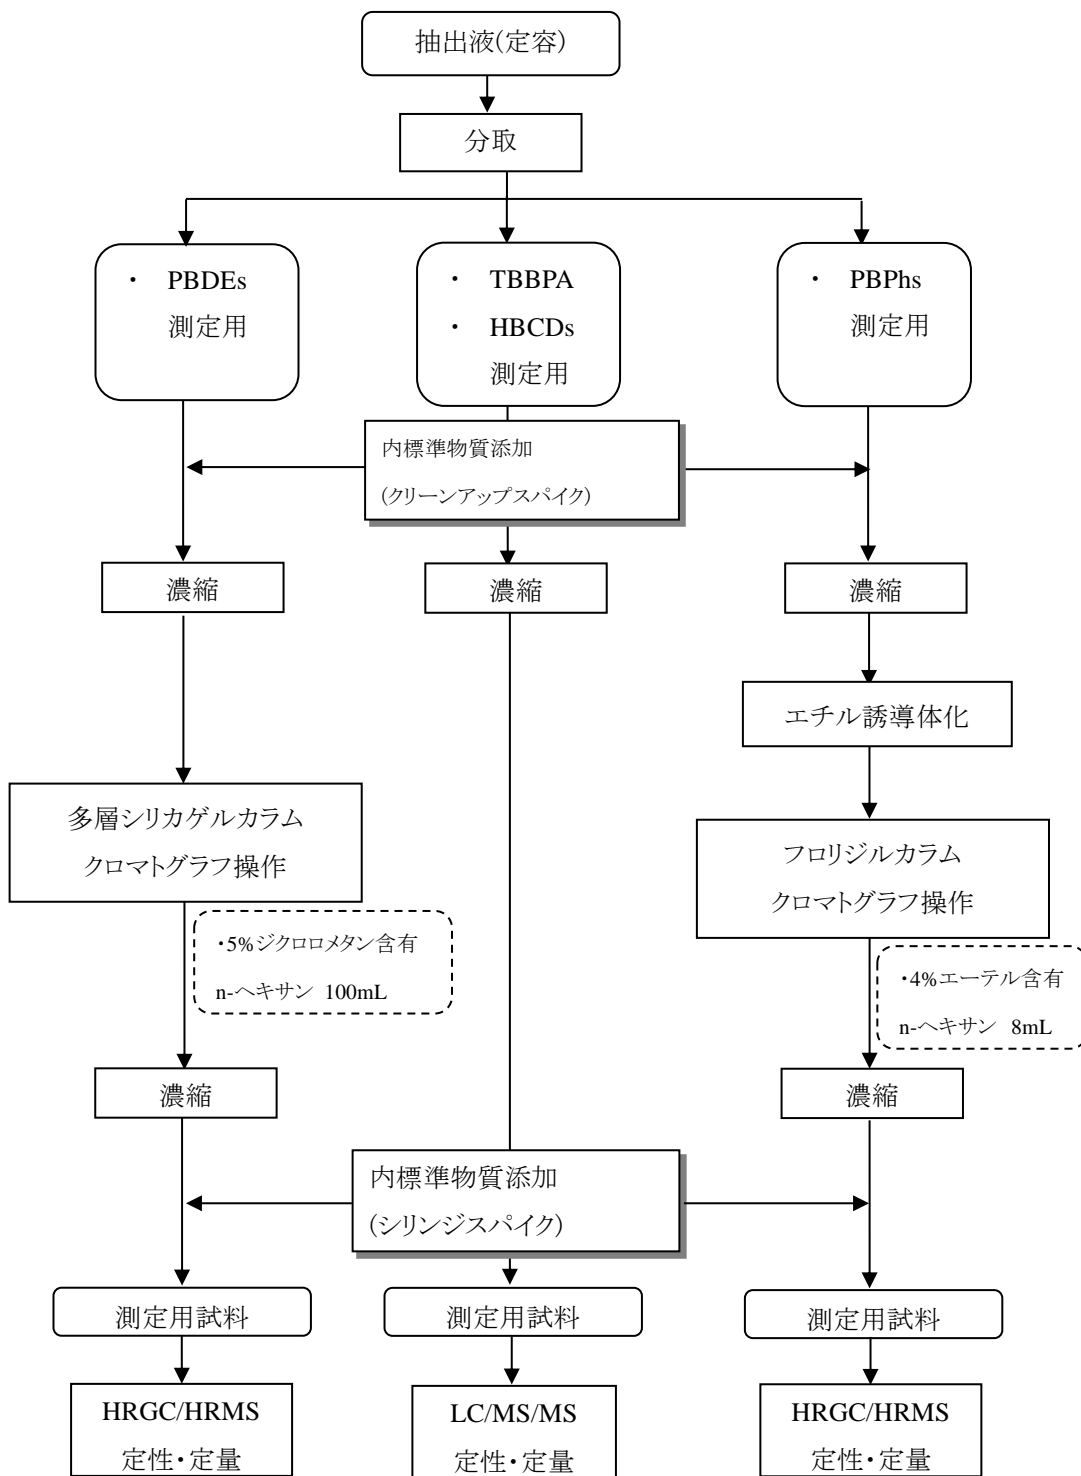 抽出液(定容)
分取
・ PBDEs
測定用
・ TBBPA
・ HBCDs
測定用
・ PBPhs
測定用
内標準物質添加
(クリーンアップスパイク)
濃縮
濃縮
濃縮
エチル誘導体化
多層シリカゲルカラム
クロマトグラフ操作
フロリジルカラム
クロマトグラフ操作
・5%ジクロロメタン含有
n-ヘキサン 100mL
・4%エーテル含有
n-ヘキサン 8mL
濃縮
濃縮
内標準物質添加
(シリンジスパイク)
測定用試料
測定用試料
測定用試料
HRGC/HRMS
定性・定量
LC/MS/MS
定性・定量
HRGC/HRMS
定性・定量